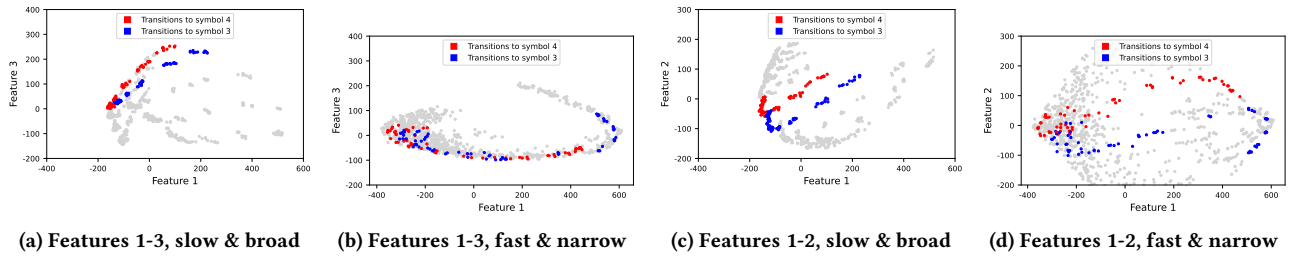 Transitions to symbol 4
Transitions to symbol 3
Feature 3
400
300
200
100
0
-100
-200
-400
-200
0
200
400
600
Feature 1
(a) Features 1-3, slow & broad
Transitions to symbol 4
Transitions to symbol 3
Feature 3
400
300
200
100
0
-100
-200
-400
-200
0
200
400
600
Feature 1
(b) Features 1-3, fast & narrow
Transitions to symbol 4
Transitions to symbol 3
Feature 2
300
200
100
0
-100
-200
-400
-200
0
200
400
600
Feature 1
(c) Features 1-2, slow & broad
Transitions to symbol 4
Transitions to symbol 3
Feature 2
300
200
100
0
-100
-200
-400
-200
0
200
400
600
Feature 1
(d) Features 1-2, fast & narrow